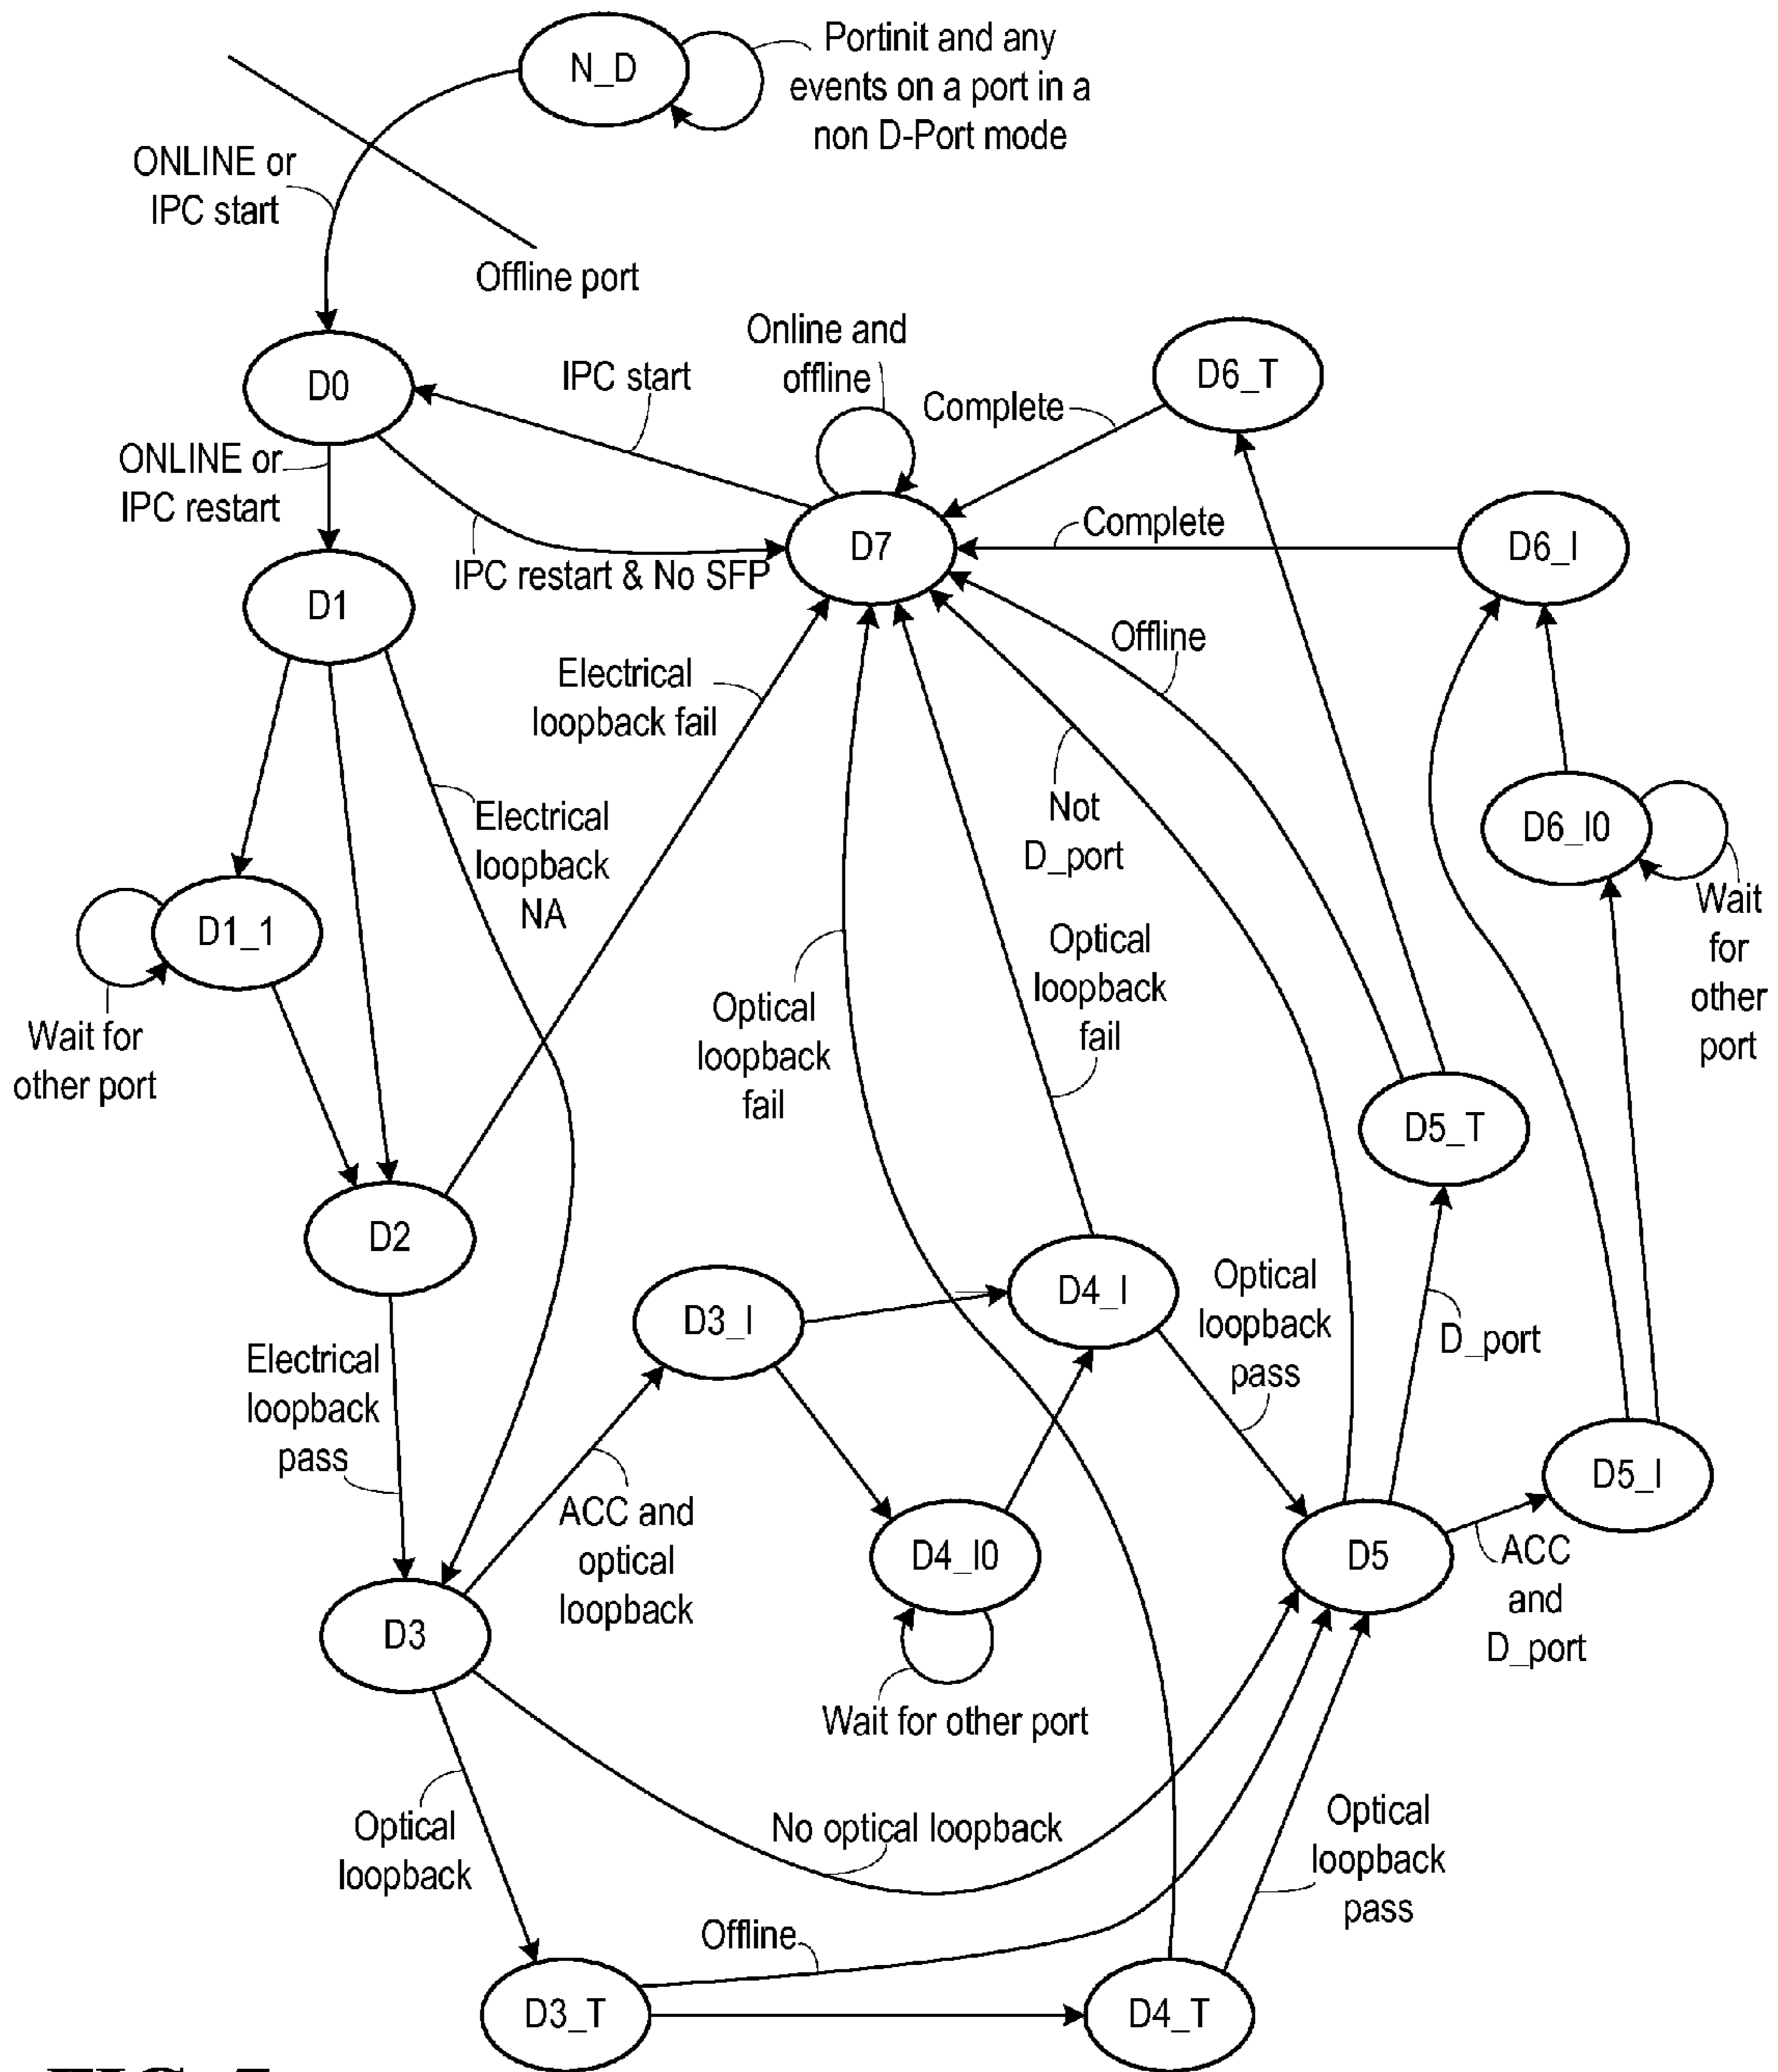 N_D
Portinit and any
events on a port in a
non D-Port mode
ONLINE or
IPC start
Offline port
D0
Online and
offline
IPC start
D6_T
Complete
ONLINE or
IPC restart
D7
Complete
D6_I
IPC restart & No SFP
D1
Offline
Electrical
loopback fail
Not
D_port
Electrical
loopback
NA
D6_I0
Wait
for
other
port
D1_1
Wait for
other port
Optical
loopback
fail
Optical
loopback
fail
D5_T
D2
D3_I
D4_I
Optical
loopback
pass
D_port
Electrical
loopback
pass
ACC and
optical
loopback
D4_I0
D5
D5_I
ACC
and
D_port
D3
Wait for other port
Optical
loopback
No optical loopback
Optical
loopback
pass
Offline
D3_T
D4_T